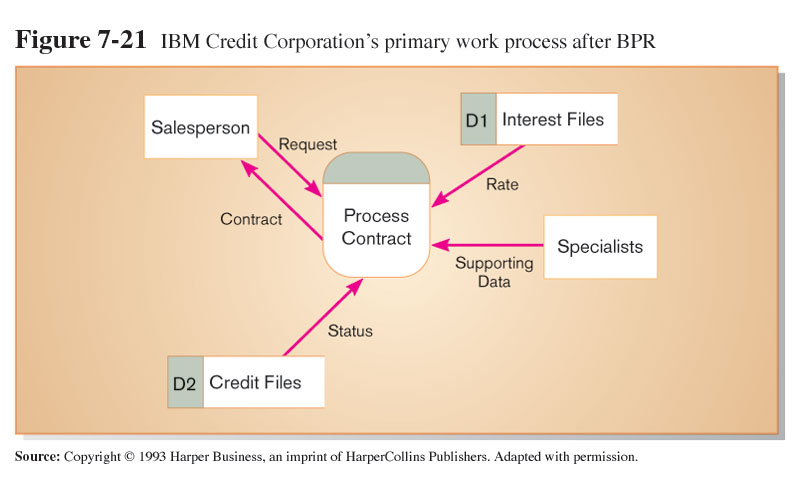 Figure 7-21 IBM Credit Corporation’s primary work process after BPR
Salesperson
Request
D1 Interest Files
Rate
Contract
Process
Contract
Specialists
Supporting
Data
Status
D2 Credit Files
Source: Copyright © 1993 Harper Business, an imprint of HarperCollins Publishers. Adapted with permission.